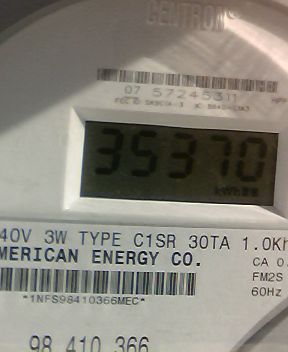 CENTRON
07 57245311
35370
kWh
40V 3W TYPE C1SR 30TA 1.0Kh
MERICAN ENERGY CO.
CA 0.
FM2S
60Hz
*1NFS98410366MEC*
98 410 366